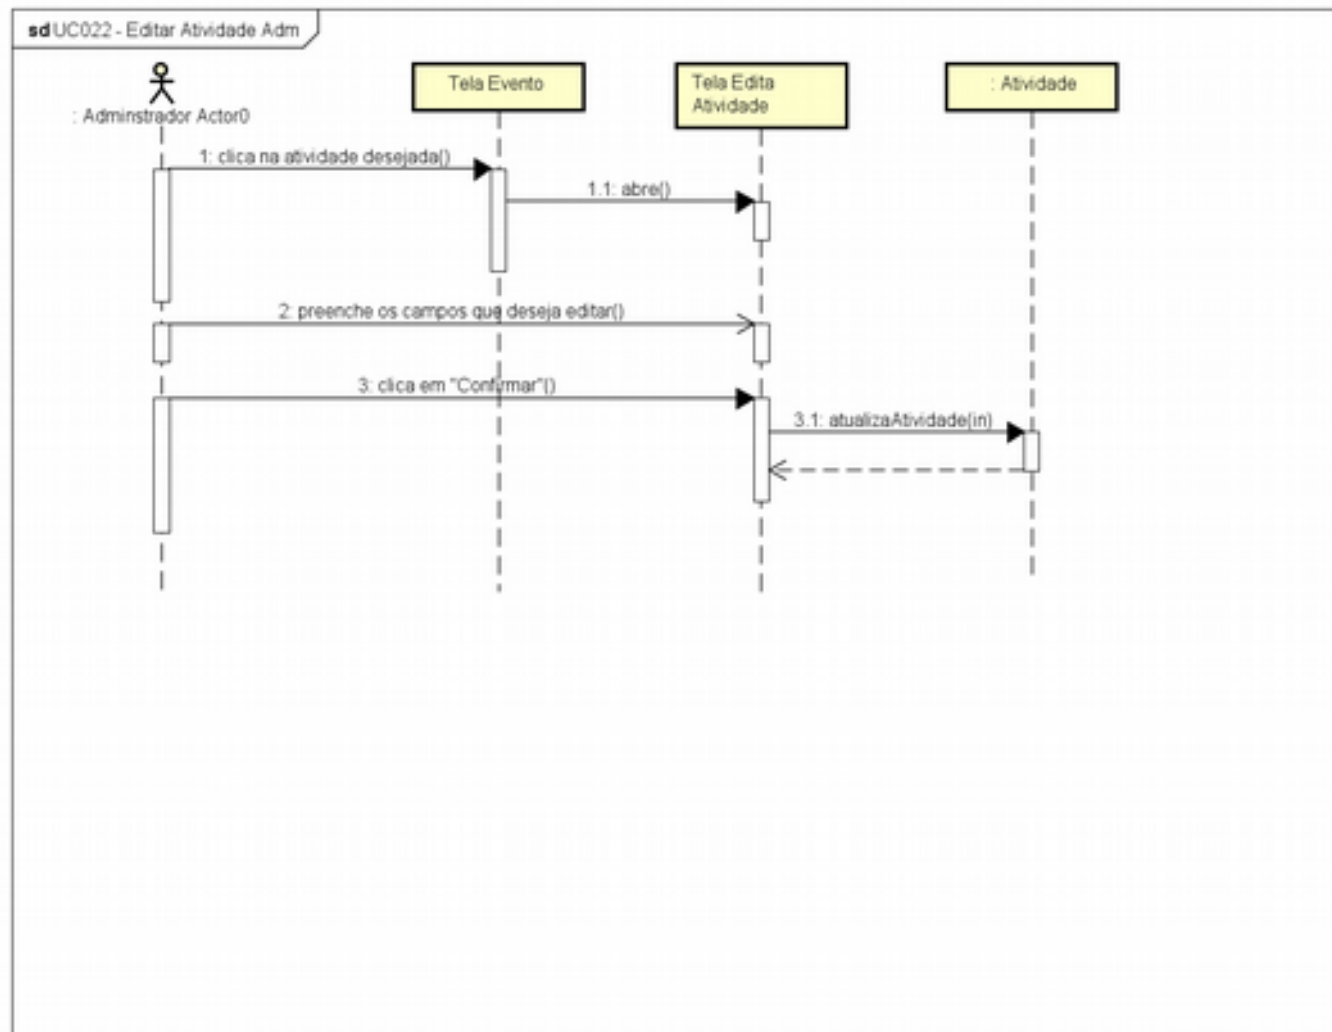 sd UC022 - Editar Atividade Adm
: Adminstrador Actor0
Tela Evento
Tela Edita
Atividade
: Atividade
1: clica na atividade desejada()
1.1: abre()
2: preenche os campos que deseja editar()
3: clica em "Confirmar"()
3.1: atualizaAtividade(in)